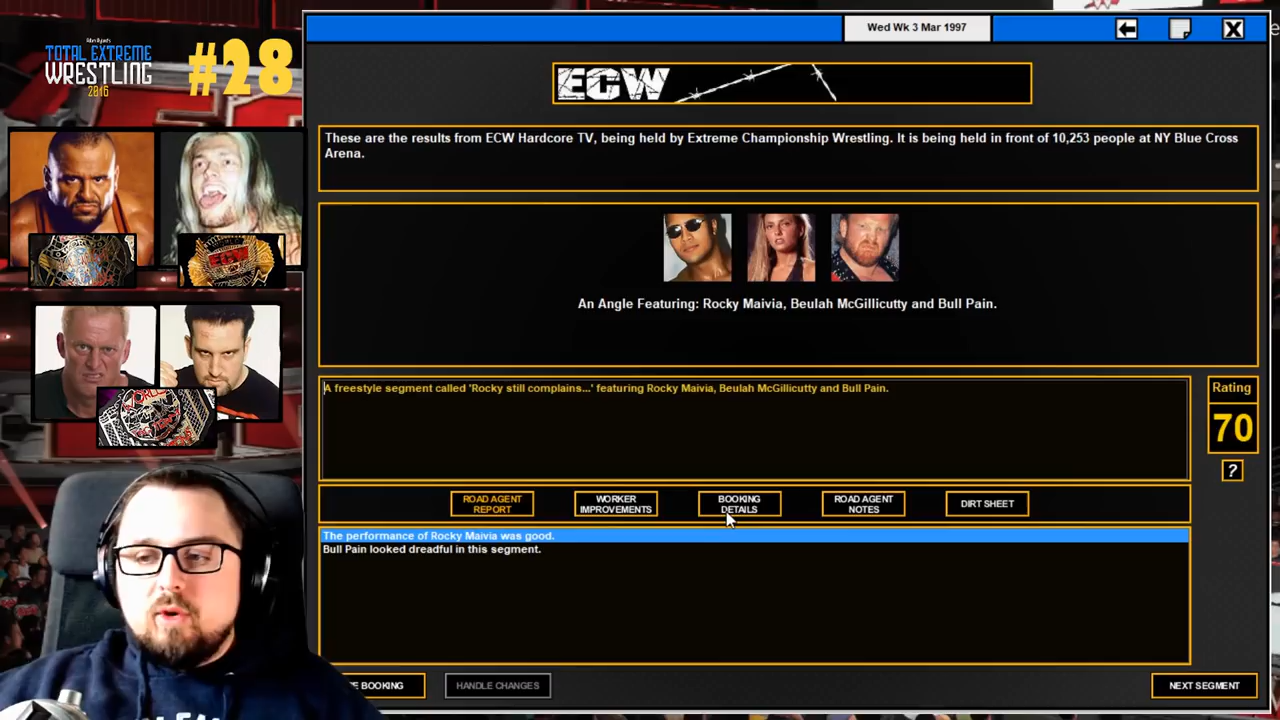 TOTAL EXTREME
WRESTLING
2016
#28
Wed Wk 3 Mar 1997
ECW
These are the results from ECW Hardcore TV, being held by Extreme Championship Wrestling. It is being held in front of 10,253 people at NY Blue Cross
Arena.
An Angle Featuring: Rocky Maivia, Beulah McGillicutty and Bull Pain.
A freestyle segment called 'Rocky still complains...' featuring Rocky Maivia, Beulah McGillicutty and Bull Pain.
Rating
70
?
ROAD AGENT
REPORT
WORKER
IMPROVEMENTS
BOOKING
DETAILS
ROAD AGENT
NOTES
DIRT SHEET
The performance of Rocky Maivia was good.
Bull Pain looked dreadful in this segment.
BOOKING
HANDLE CHANGES
NEXT SEGMENT